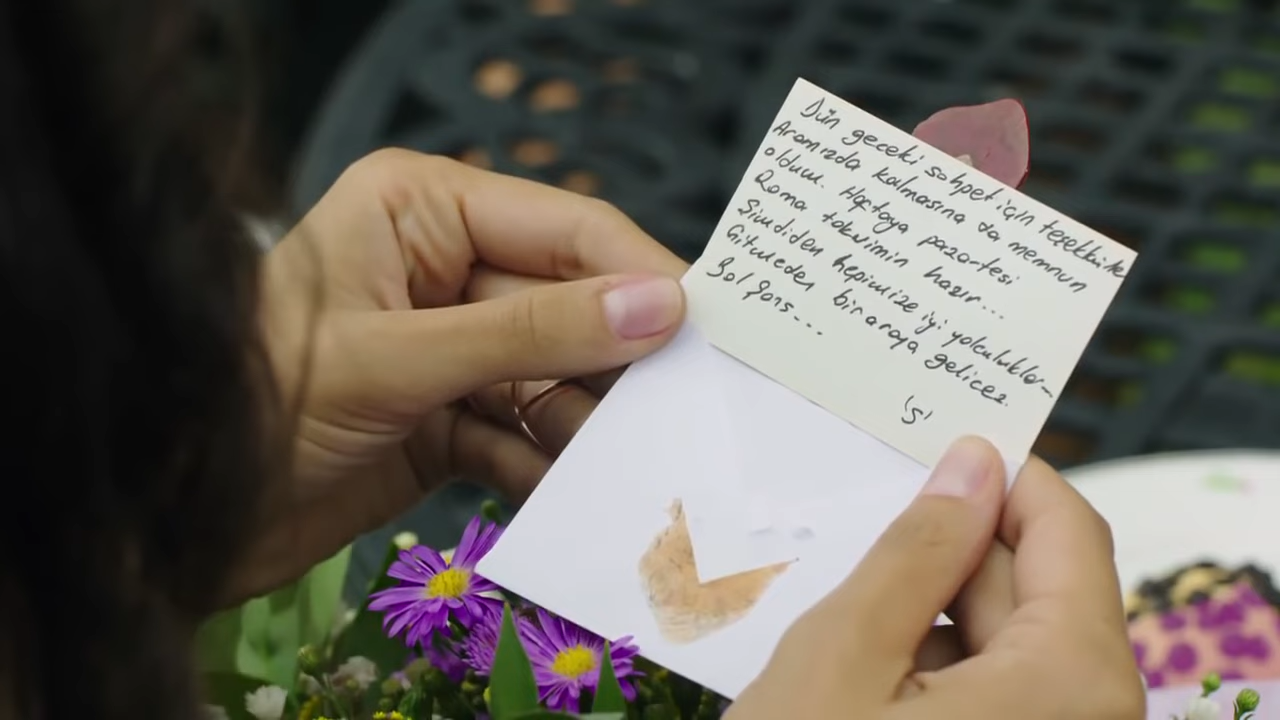 Dün geceki sohpet için teşekkürler
Aramızda kalmasına da memnun
oldum. Haftaya pazartesi
Roma takvimin hazır...
Şimdiden hepimize iyi yolculuklar...
Gitmeden biraraya gelicez.
Bol Şans...
'S'